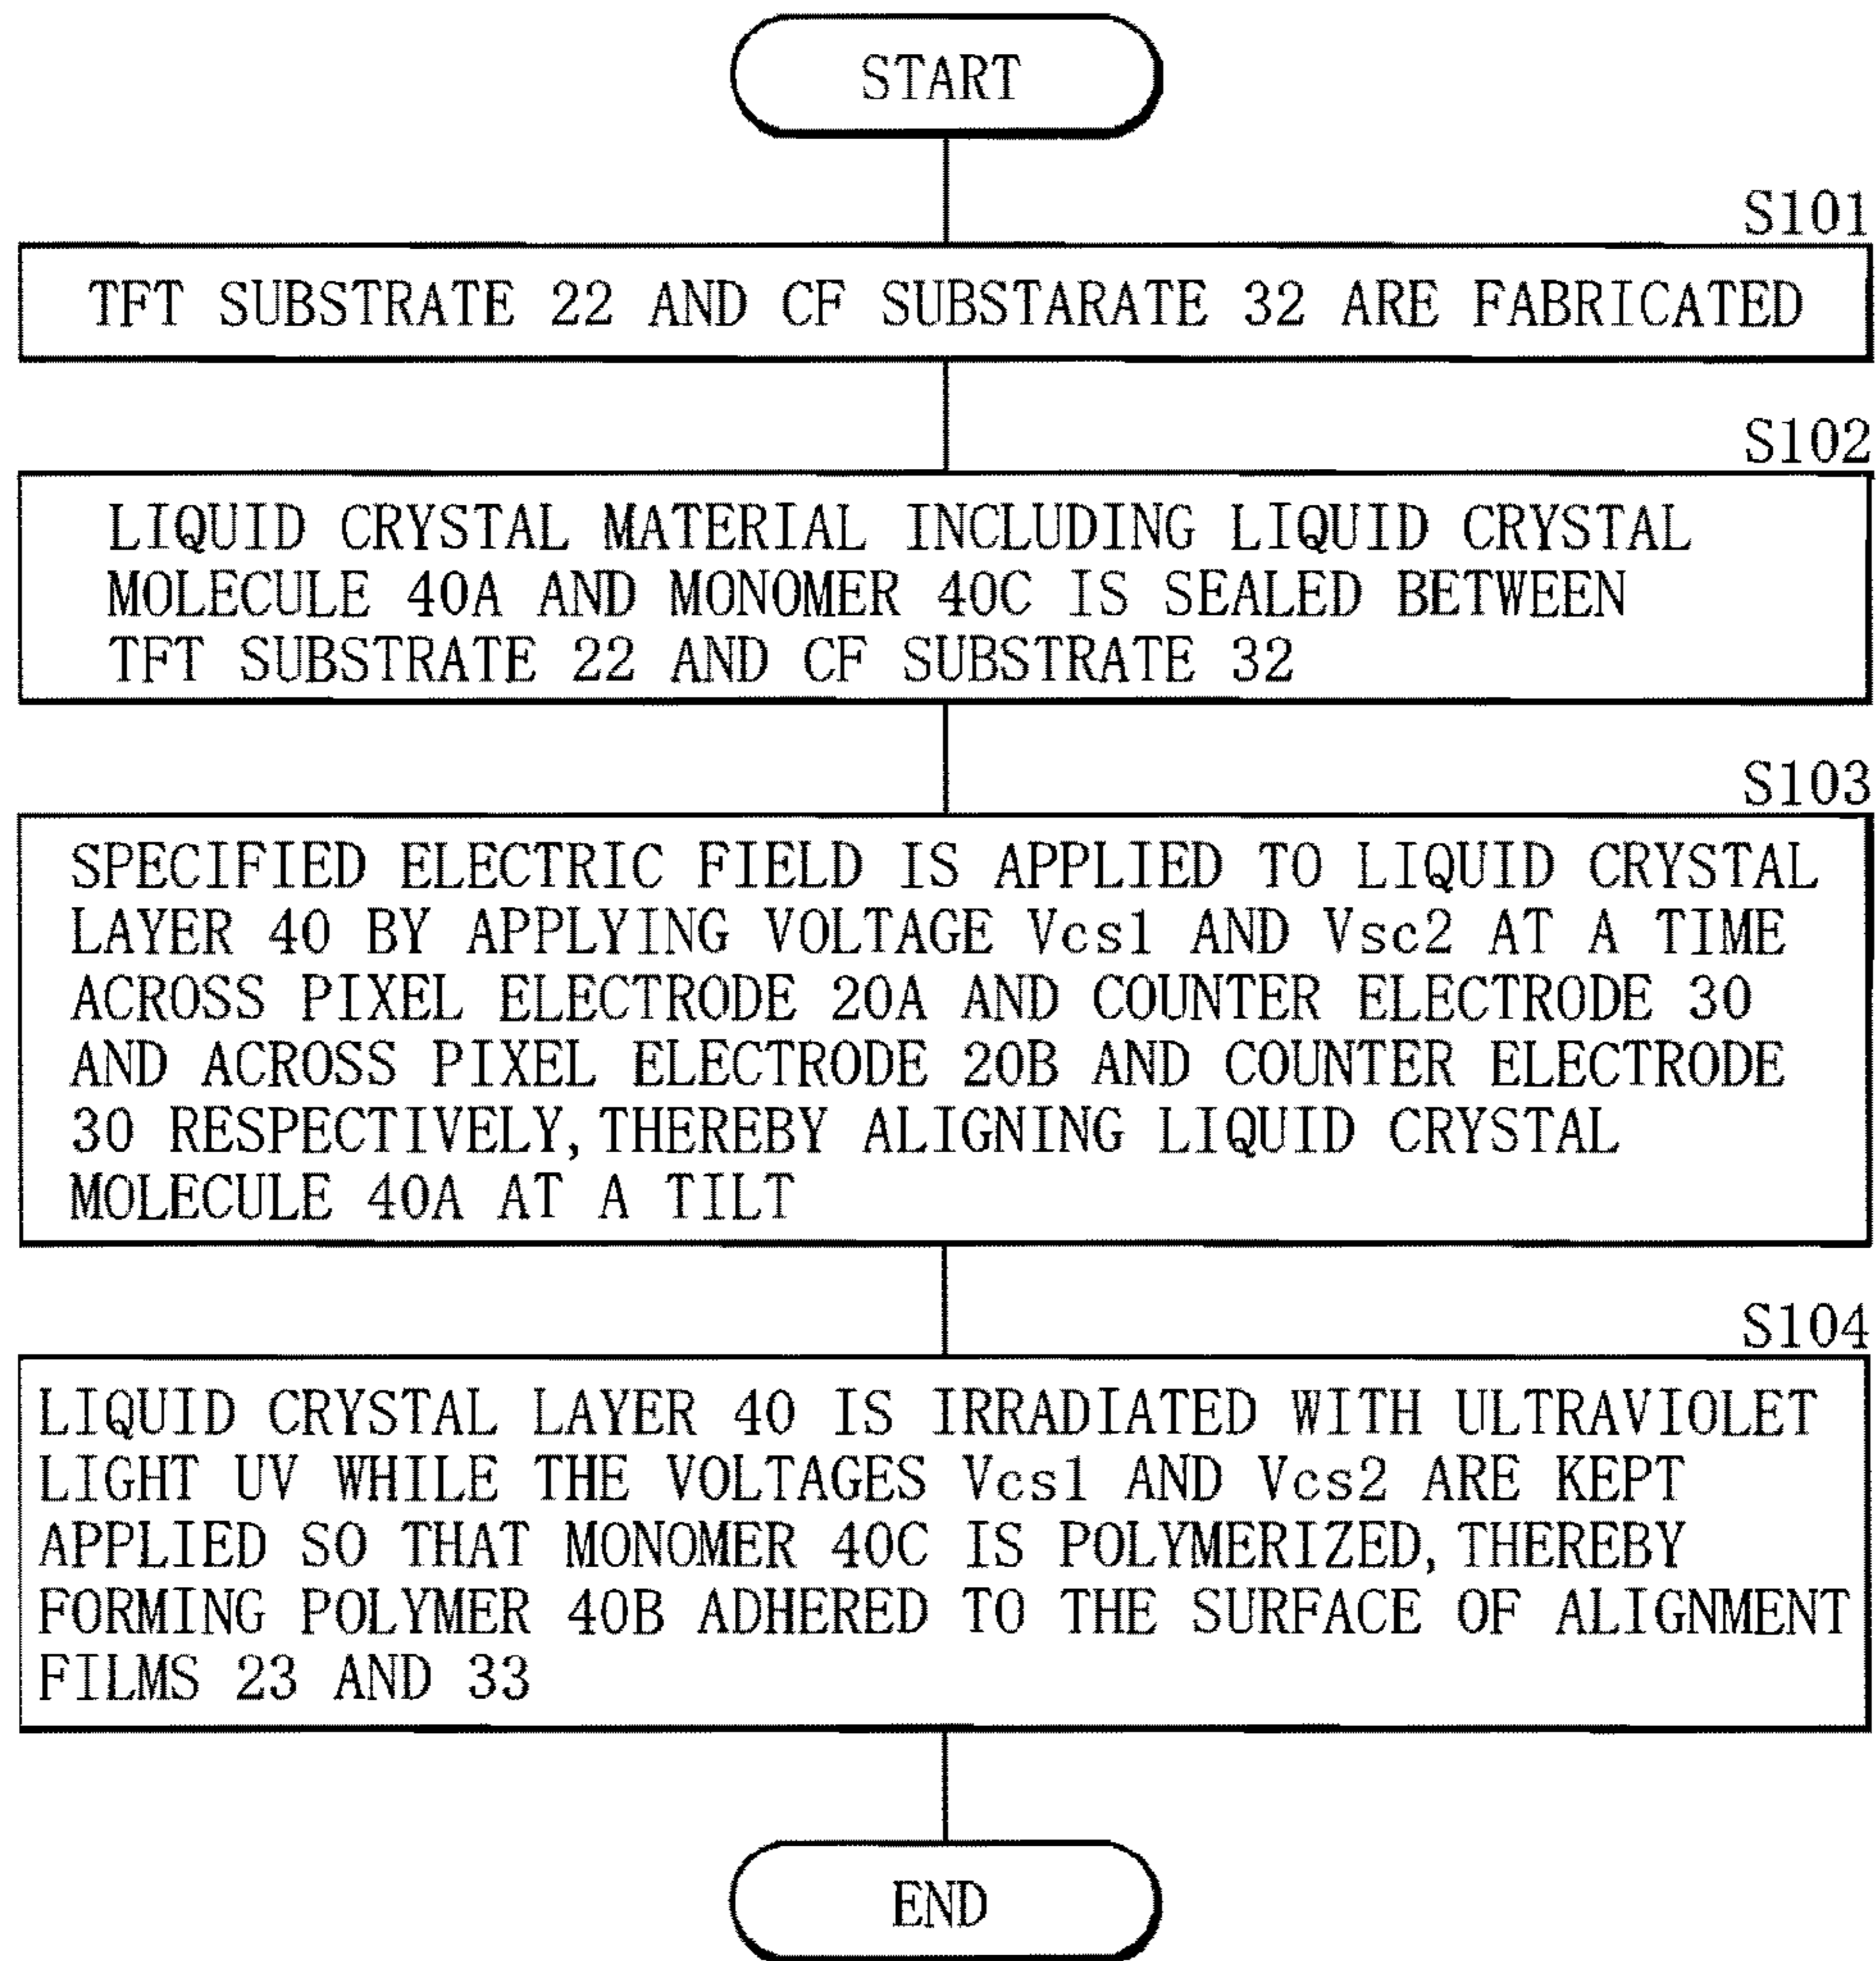 START
S101
TFT SUBSTRATE 22 AND CF SUBSTARATE 32 ARE FABRICATED
S102
LIQUID CRYSTAL MATERIAL INCLUDING LIQUID CRYSTAL
MOLECULE 40A AND MONOMER 40C IS SEALED BETWEEN
TFT SUBSTRATE 22 AND CF SUBSTRATE 32
S103
SPECIFIED ELECTRIC FIELD IS APPLIED TO LIQUID CRYSTAL
LAYER 40 BY APPLYING VOLTAGE Vcs1 AND Vsc2 AT A TIME
ACROSS PIXEL ELECTRODE 20A AND COUNTER ELECTRODE 30
AND ACROSS PIXEL ELECTRODE 20B AND COUNTER ELECTRODE
30 RESPECTIVELY, THEREBY ALIGNING LIQUID CRYSTAL
MOLECULE 40A AT A TILT
S104
LIQUID CRYSTAL LAYER 40 IS IRRADIATED WITH ULTRAVIOLET
LIGHT UV WHILE THE VOLTAGES Vcs1 AND Vcs2 ARE KEPT
APPLIED SO THAT MONOMER 40C IS POLYMERIZED, THEREBY
FORMING POLYMER 40B ADHERED TO THE SURFACE OF ALIGNMENT
FILMS 23 AND 33
END